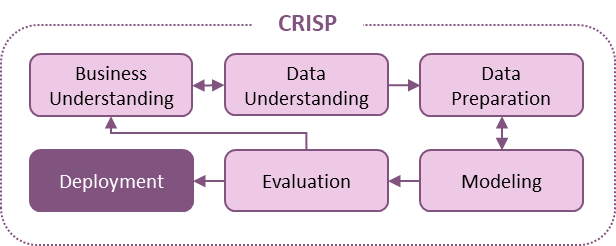 CRISP
Business
Understanding
Data
Understanding
Data
Preparation
Deployment
Evaluation
Modeling